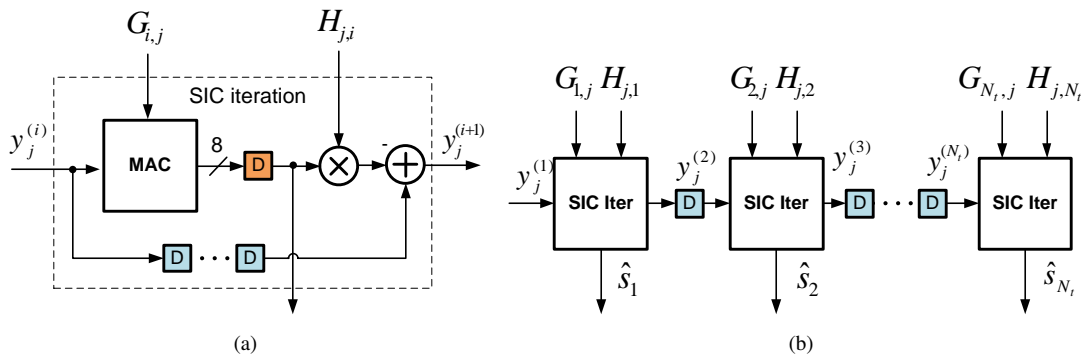 G_{i,j} H_{j,i}
SIC iteration
y_j^{(i)} MAC 8 D - y_j^{(i+1)}
D ··· D
(a)
G_{1,j} H_{j,1} G_{2,j} H_{j,2} G_{N_t,j} H_{j,N_t}
y_j^{(1)} SIC Iter y_j^{(2)} D SIC Iter y_j^{(3)} D ··· D y_j^{(N_t)} SIC Iter
ŝ_1 ŝ_2 ŝ_{N_t}
(b)